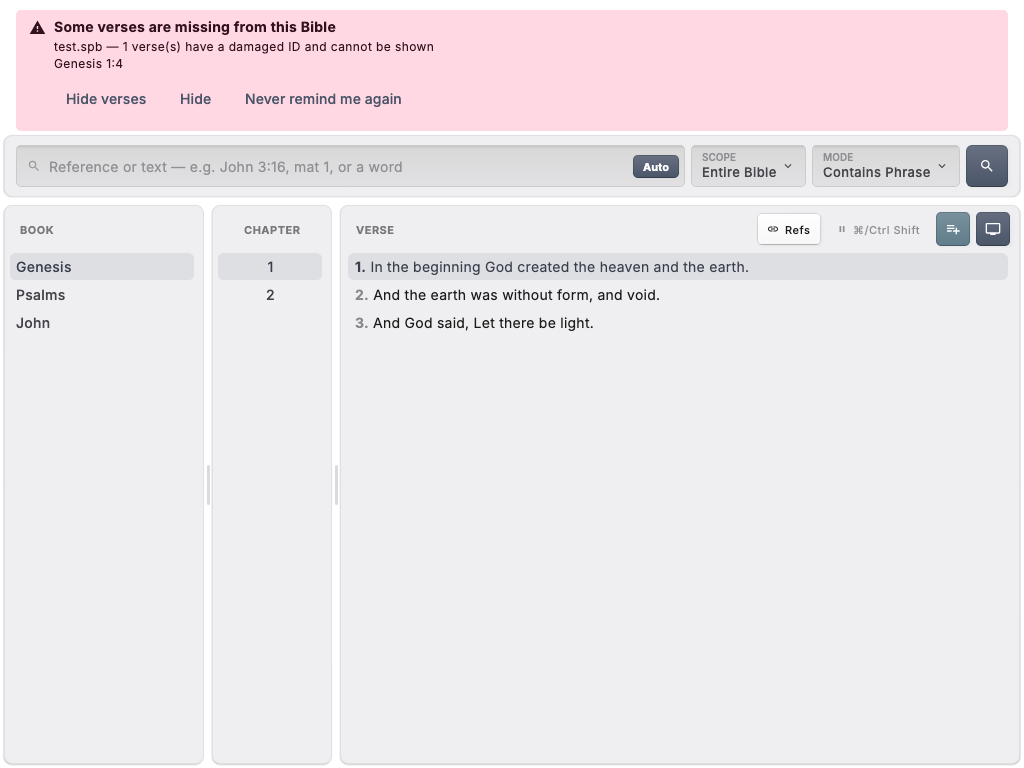 Some verses are missing from this Bible
test.spb — 1 verse(s) have a damaged ID and cannot be shown
Genesis 1:4
Hide verses Hide Never remind me again
Reference or text — e.g. John 3:16, mat 1, or a word
Auto
SCOPE
Entire Bible
MODE
Contains Phrase
BOOK
Genesis
Psalms
John
CHAPTER
1
2
VERSE
Refs
⌘/Ctrl Shift
1. In the beginning God created the heaven and the earth.
2. And the earth was without form, and void.
3. And God said, Let there be light.